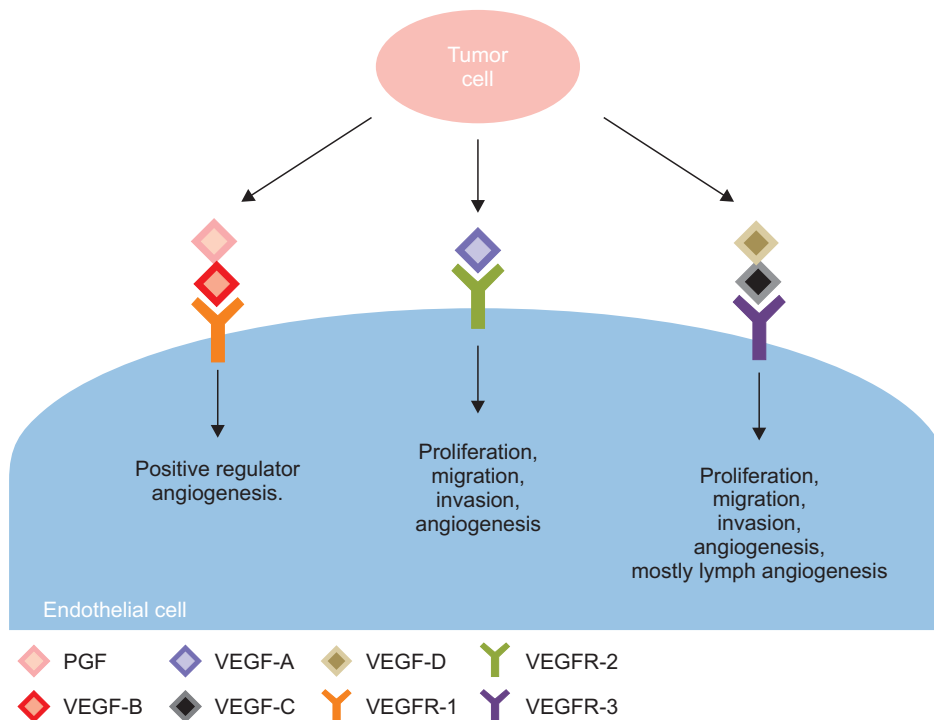 Tumor
cell
Positive regulator
angiogenesis.
Proliferation,
migration,
invasion,
angiogenesis
Proliferation,
migration,
invasion,
angiogenesis,
mostly lymph angiogenesis
Endothelial cell
PGF
VEGF-A
VEGF-D
VEGFR-2
VEGF-B
VEGF-C
VEGFR-1
VEGFR-3